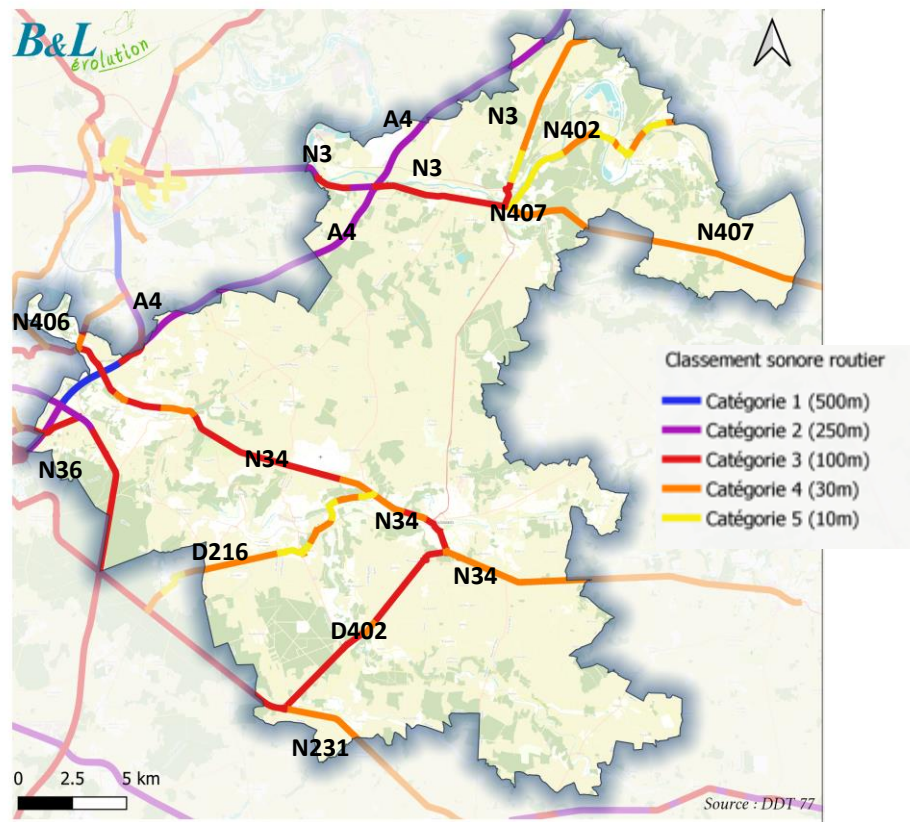 B&L
évolution
A4
N3
N402
N3
N3
N407
A4
N407
A4
N406
Classement sonore routier
Catégorie 1 (500m)
Catégorie 2 (250m)
Catégorie 3 (100m)
Catégorie 4 (30m)
Catégorie 5 (10m)
N34
N36
N34
D216
N34
D402
N231
0 2.5 5 km
Source : DDT 77